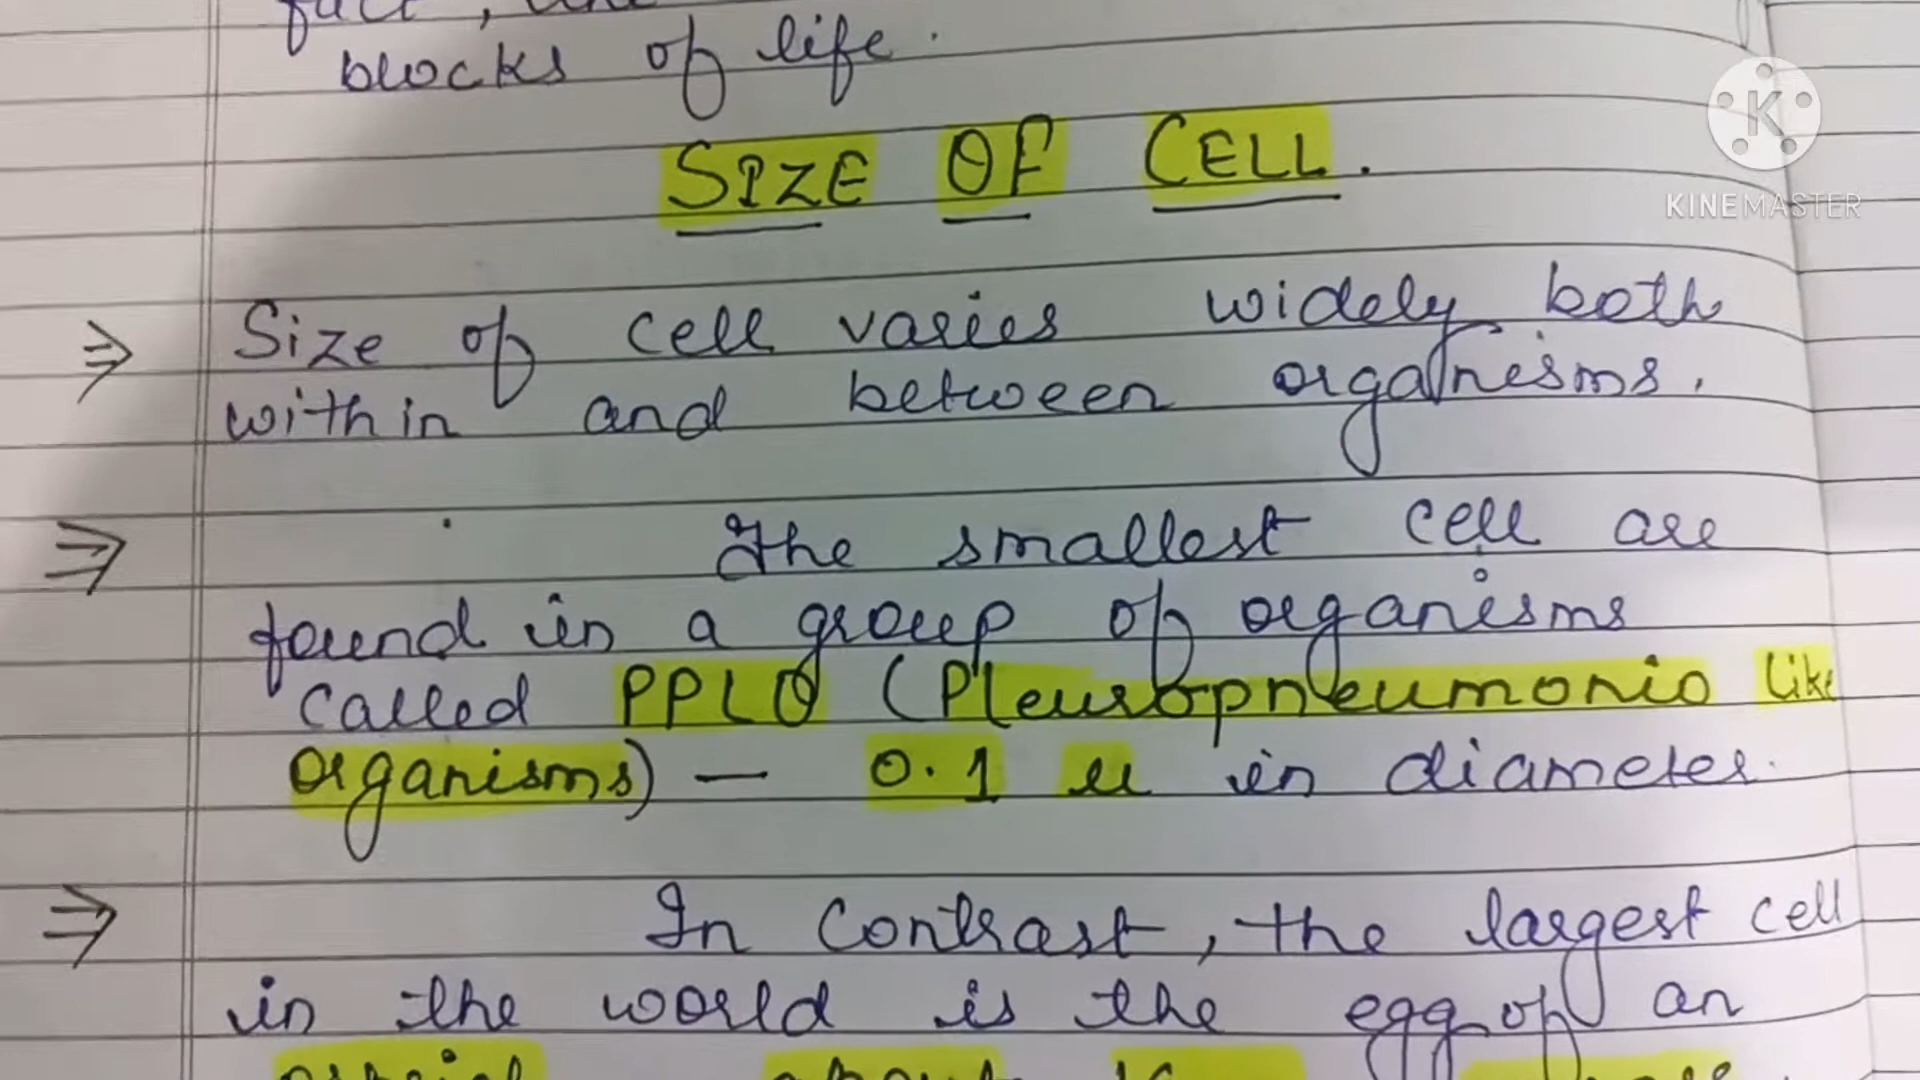 blocks of life.
SIZE OF CELL.
⇒ Size of cell varies widely both
within and between organisms.
⇒ The smallest cell are
found in a group of organisms
called PPLO (Pleuropneumonio like
organisms) — 0.1 u in diameter.
⇒ In contrast, the largest cell
in the world is the egg of an
KINEMASTER